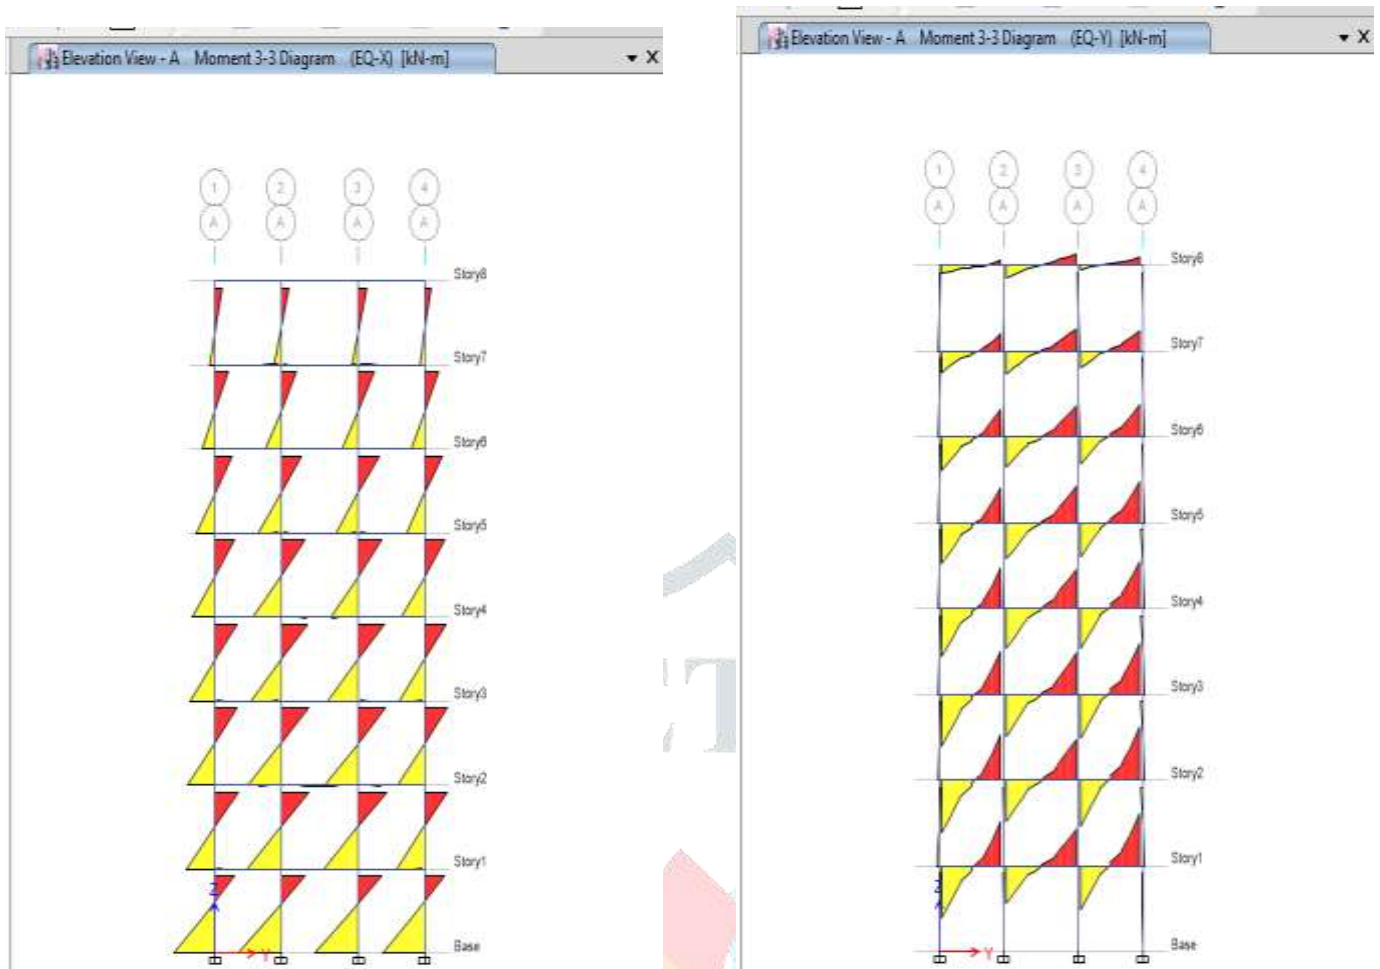 Elevation View - A Moment 3-3 Diagram (EQ-X) [kN-m]
X
1 2 3 4
A A A A
Story8
Story7
Story6
Story5
Story4
Story3
Story2
Story1
Z
Base
Y
Elevation View - A Moment 3-3 Diagram (EQ-Y) [kN-m]
X
1 2 3 4
A A A A
Story8
Story7
Story6
Story5
Story4
Story3
Story2
Story1
Z
Base
Y